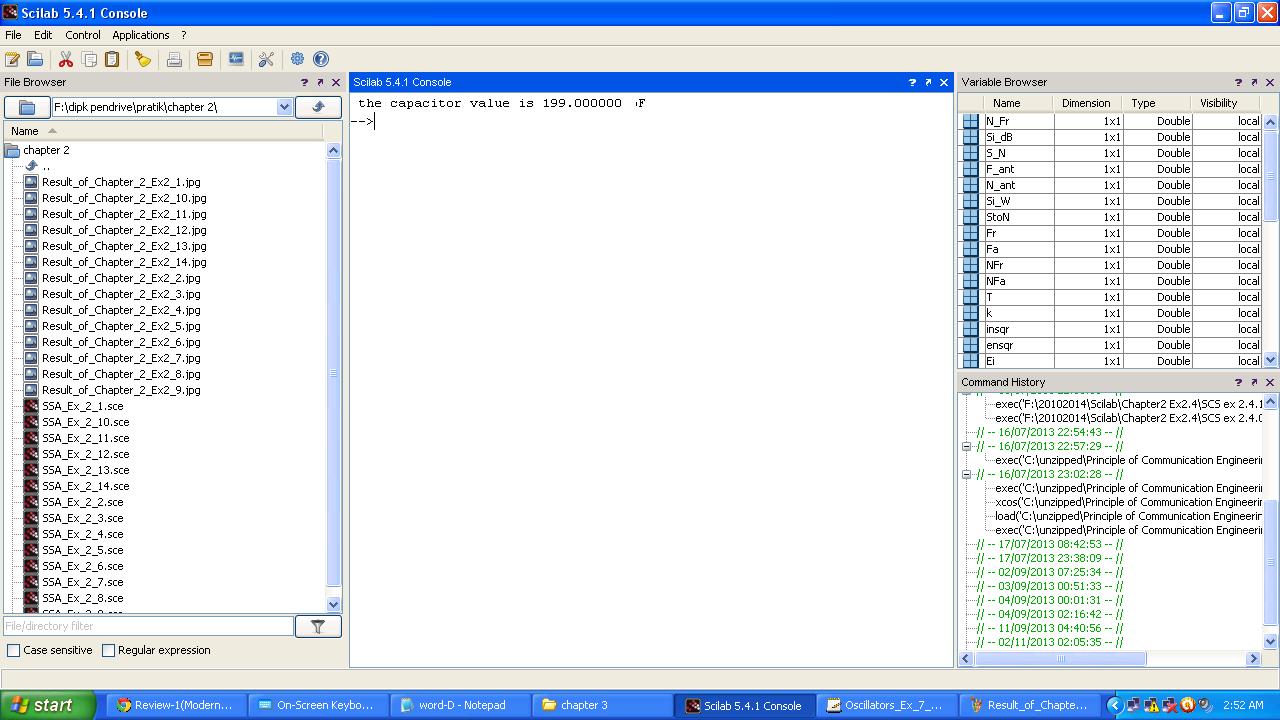 Scilab 5.4.1 Console
File Edit Control Applications ?
File Browser
F:\dipk pendrive\pratik\chapter 2\
Name
chapter 2
..
Result_of_Chapter_2_Ex2_1.jpg
Result_of_Chapter_2_Ex2_10.jpg
Result_of_Chapter_2_Ex2_11.jpg
Result_of_Chapter_2_Ex2_12.jpg
Result_of_Chapter_2_Ex2_13.jpg
Result_of_Chapter_2_Ex2_14.jpg
Result_of_Chapter_2_Ex2_2.jpg
Result_of_Chapter_2_Ex2_3.jpg
Result_of_Chapter_2_Ex2_4.jpg
Result_of_Chapter_2_Ex2_5.jpg
Result_of_Chapter_2_Ex2_6.jpg
Result_of_Chapter_2_Ex2_7.jpg
Result_of_Chapter_2_Ex2_8.jpg
Result_of_Chapter_2_Ex2_9.jpg
SSA_Ex_2_1.sce
SSA_Ex_2_10.sce
SSA_Ex_2_11.sce
SSA_Ex_2_12.sce
SSA_Ex_2_13.sce
SSA_Ex_2_14.sce
SSA_Ex_2_2.sce
SSA_Ex_2_3.sce
SSA_Ex_2_4.sce
SSA_Ex_2_5.sce
SSA_Ex_2_6.sce
SSA_Ex_2_7.sce
SSA_Ex_2_8.sce
File/directory filter
Case sensitive Regular expression
Scilab 5.4.1 Console
the capacitor value is 199.000000 F
-->
Variable Browser
Name Dimension Type Visibility
N_Fr 1x1 Double local
Si_dB 1x1 Double local
S_N 1x1 Double local
F_ant 1x1 Double local
N_ant 1x1 Double local
Si_W 1x1 Double local
StoN 1x1 Double local
Fr 1x1 Double local
Fa 1x1 Double local
NFr 1x1 Double local
NFa 1x1 Double local
T 1x1 Double local
k 1x1 Double local
insqr 1x1 Double local
ensqr 1x1 Double local
Ei 1x1 Double local
Command History
exec('F:\20102014\Scilab\Chapter2 Ex2.4\SCS ex 2.4.1
exec('F:\20102014\Scilab\Chapter2 Ex2.4\SCS ex 2.4.
// -- 16/07/2013 22:54:43 -- //
// -- 16/07/2013 22:54:29 -- //
exec('C:\unzipped\Principle of Communication Engineeri
// -- 16/07/2013 23:02:28 -- //
exec('C:\unzipped\Principle of Communication Engineerin
xcos('C:\unzipped\Principle of Communication Engineerin
load('C:\unzipped\Principle of Communication Engineerin
exec('C:\unzipped\Principle of Communication Engineerin
// -- 17/07/2013 08:42:53 -- //
// -- 17/07/2013 23:42:09 -- //
// -- 02/09/2013 07:25:39 -- //
// -- 03/09/2013 00:53:33 -- //
// -- 04/09/2013 00:01:31 -- //
// -- 04/09/2013 02:16:42 -- //
// -- 11/09/2013 04:40:56 -- //
// -- 02/11/2013 02:05:35 -- //
start
Review-1(Modern...
On-Screen Keybo...
word-D - Notepad
chapter 3
Scilab 5.4.1 Console
Oscillators_Ex_7_...
Result_of_Chapte...
2:52 AM